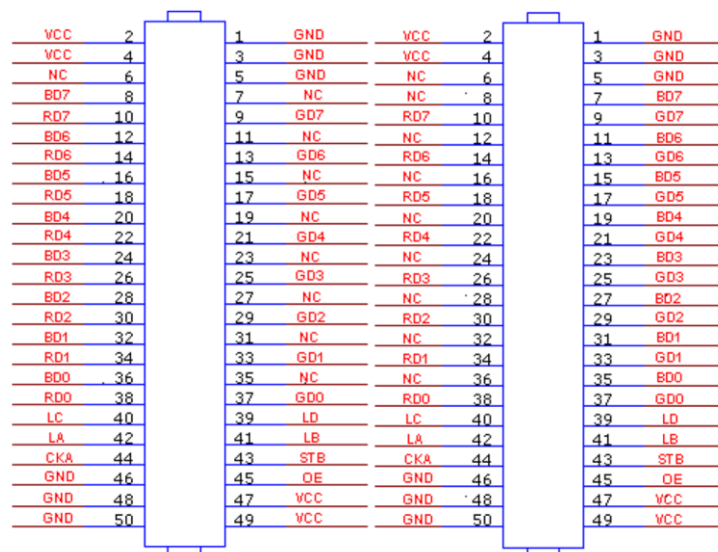 VCC 2 1 GND VCC 2 1 GND
VCC 4 3 GND VCC 4 3 GND
NC 6 5 GND NC 6 5 GND
BD7 8 7 NC NC 8 7 BD7
RD7 10 9 GD7 RD7 10 9 GD7
BD6 12 11 NC NC 12 11 BD6
RD6 14 13 GD6 RD6 14 13 GD6
BD5 16 15 NC NC 16 15 BD5
RD5 18 17 GD5 RD5 18 17 GD5
BD4 20 19 NC NC 20 19 BD4
RD4 22 21 GD4 RD4 22 21 GD4
BD3 24 23 NC NC 24 23 BD3
RD3 26 25 GD3 RD3 26 25 GD3
BD2 28 27 NC NC 28 27 BD2
RD2 30 29 GD2 RD2 30 29 GD2
BD1 32 31 NC NC 32 31 BD1
RD1 34 33 GD1 RD1 34 33 GD1
BD0 36 35 NC NC 36 35 BD0
RD0 38 37 GD0 RD0 38 37 GD0
LC 40 39 LD LC 40 39 LD
LA 42 41 LB LA 42 41 LB
CKA 44 43 STB CKA 44 43 STB
GND 46 45 OE GND 46 45 OE
GND 48 47 VCC GND 48 47 VCC
GND 50 49 VCC GND 50 49 VCC